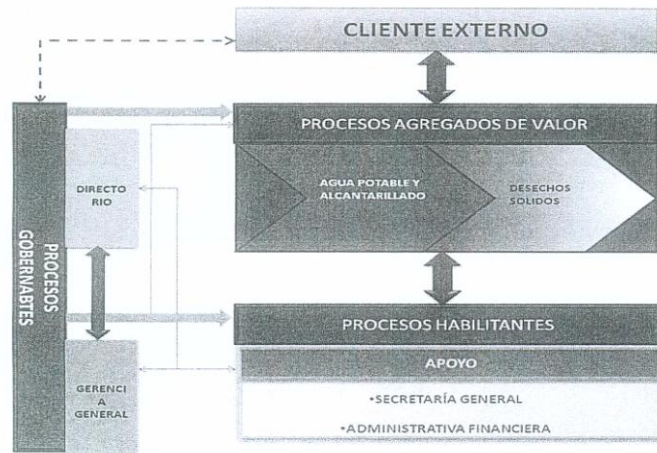 CLIENTE EXTERNO
PROCESOS AGREGADOS DE VALOR
AGUA POTABLE Y
ALCANTARILLADO
DESECHOS
SOLIDOS
PROCESOS
GOBERNABTES
DIRECTO
RIO
GERENCI
A
GENERAL
PROCESOS HABILITANTES
APOYO
•SECRETARÍA GENERAL
•ADMINISTRATIVA FINANCIERA